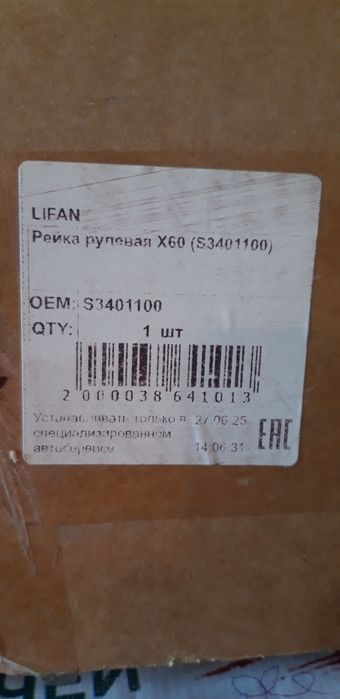 LIFAN
Рейка рулевая X60 (S3401100)
OEM: S3401100
QTY: 1 шт
2 000038 641013
Устанавливать только в 27.06.25
специализированном
автосервисе 14:06:31
EAC